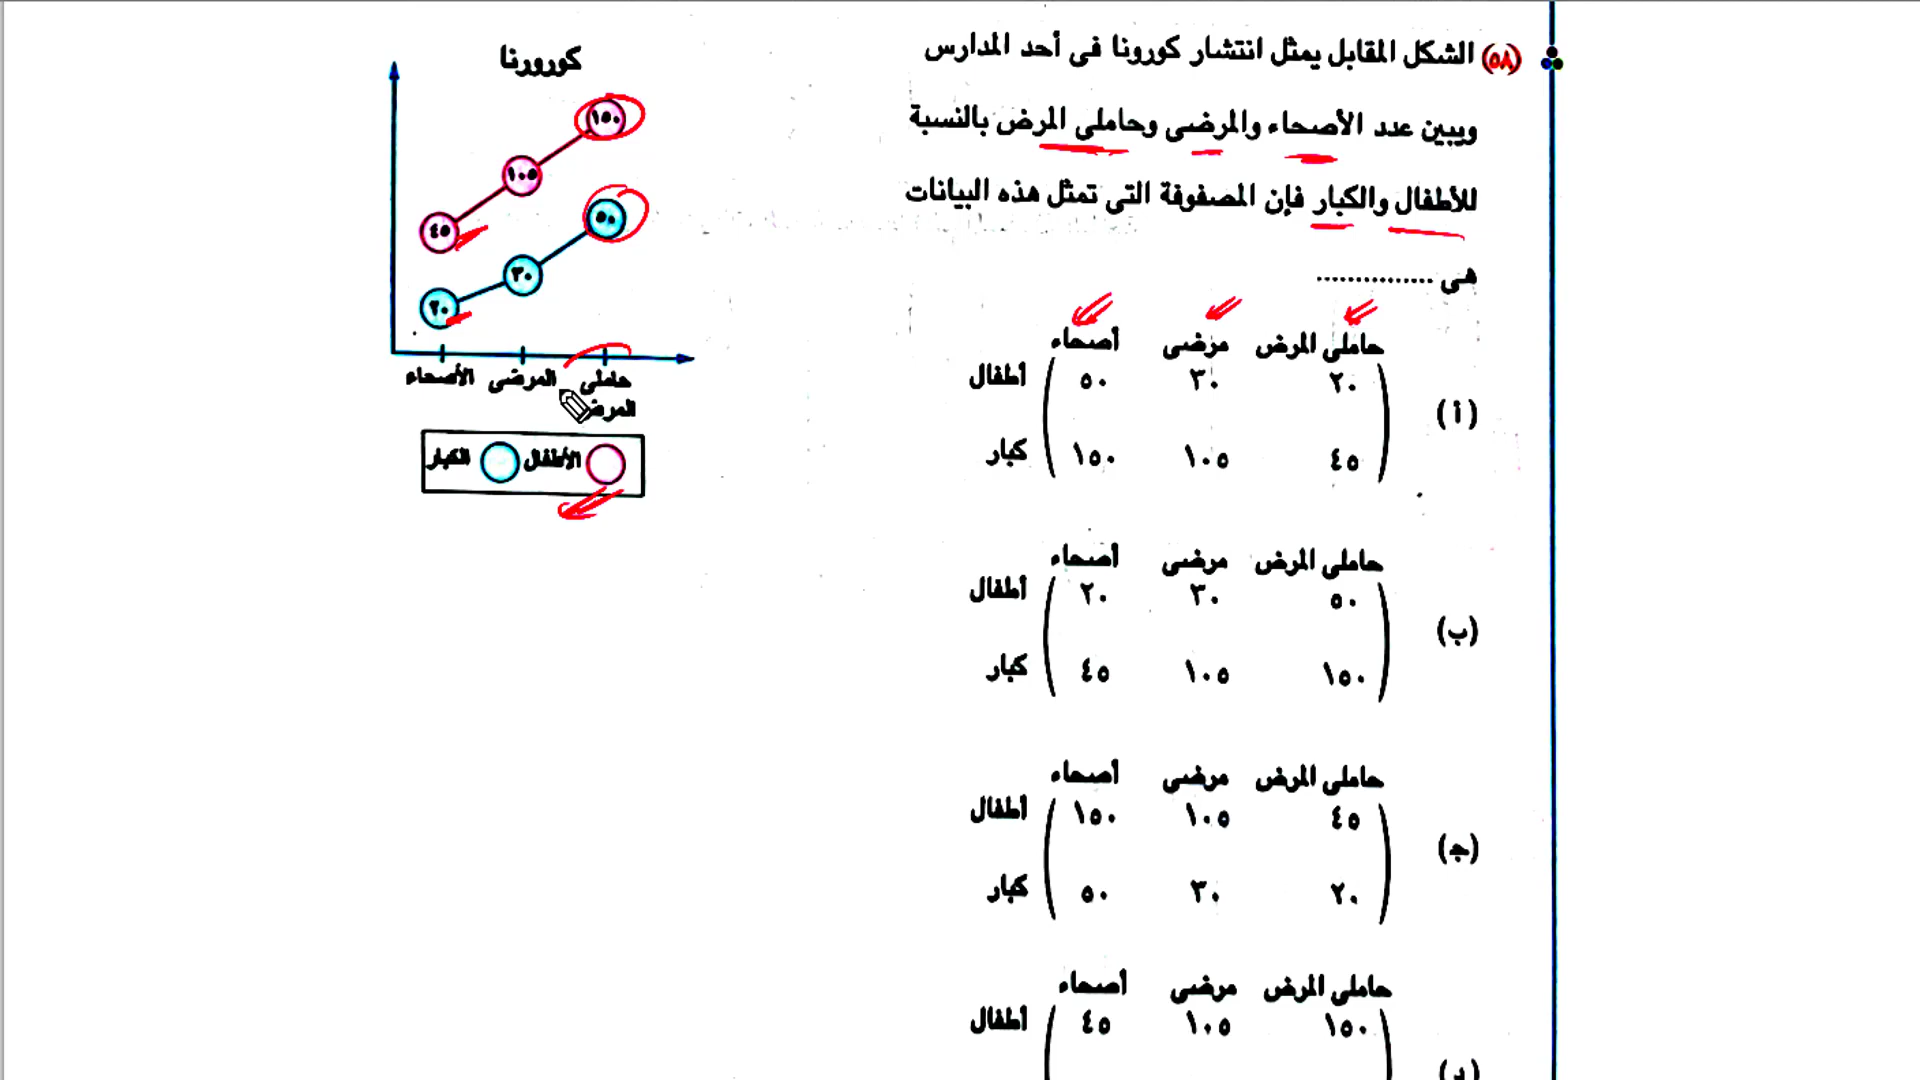 (٥٨) الشكل المقابل يمثل انتشار كورونا فى أحد المدارس
ويبين عدد الأصحاء والمرضى وحاملى المرض بالنسبة
للأطفال والكبار فإن المصفوفة التى تمثل هذه البيانات
هى ...............
كورورنا
١٥٠
١٠٥
٤٥
٥٠
٣٠
٢٠
الأصحاء المرضى حاملى
المرض
الأطفال الكبار
(أ)
أصحاء مرضى حاملى المرض
أطفال ٥٠ ٣٠ ٢٠
كبار ١٥٠ ١٠٥ ٤٥
(ب)
أصحاء مرضى حاملى المرض
أطفال ٢٠ ٣٠ ٥٠
كبار ٤٥ ١٠٥ ١٥٠
(ج)
أصحاء مرضى حاملى المرض
أطفال ١٥٠ ١٠٥ ٤٥
كبار ٥٠ ٣٠ ٢٠
(د)
أصحاء مرضى حاملى المرض
أطفال ٤٥ ١٠٥ ١٥٠